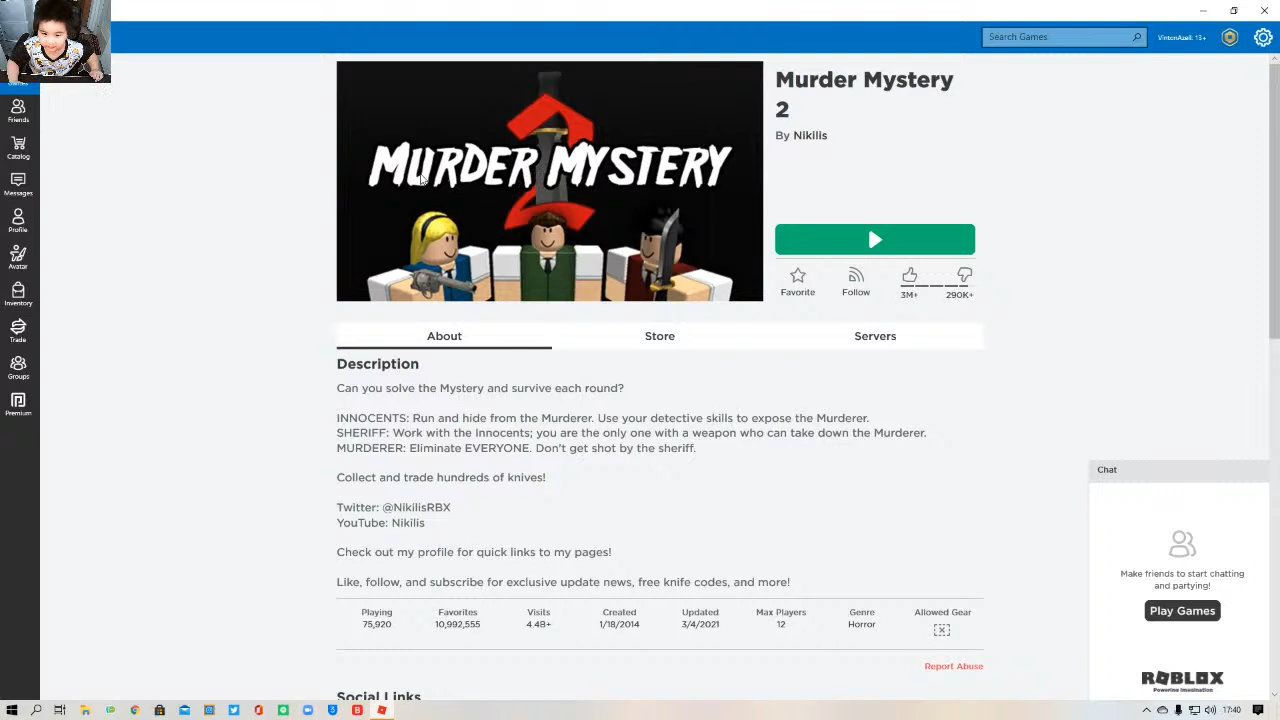 Search Games
VintonAzell: 13+
Games
Friends
Catalog
Messages
Profile
Avatar
Inventory
Trade
Groups
Premium
MURDER MYSTERY
2
Murder Mystery
2
By Nikilis
Favorite
Follow
3M+
290K+
About
Store
Servers
Description
Can you solve the Mystery and survive each round?
INNOCENTS: Run and hide from the Murderer. Use your detective skills to expose the Murderer.
SHERIFF: Work with the Innocents; you are the only one with a weapon who can take down the Murderer.
MURDERER: Eliminate EVERYONE. Don't get shot by the sheriff.
Collect and trade hundreds of knives!
Twitter: @NikilisRBX
YouTube: Nikilis
Check out my profile for quick links to my pages!
Like, follow, and subscribe for exclusive update news, free knife codes, and more!
Playing Favorites Visits Created Updated Max Players Genre Allowed Gear
75,920 10,992,555 4.4B+ 1/18/2014 3/4/2021 12 Horror
Report Abuse
Social Links
Chat
Make friends to start chatting
and partying!
Play Games
ROBLOX
Powering Imagination
17:40